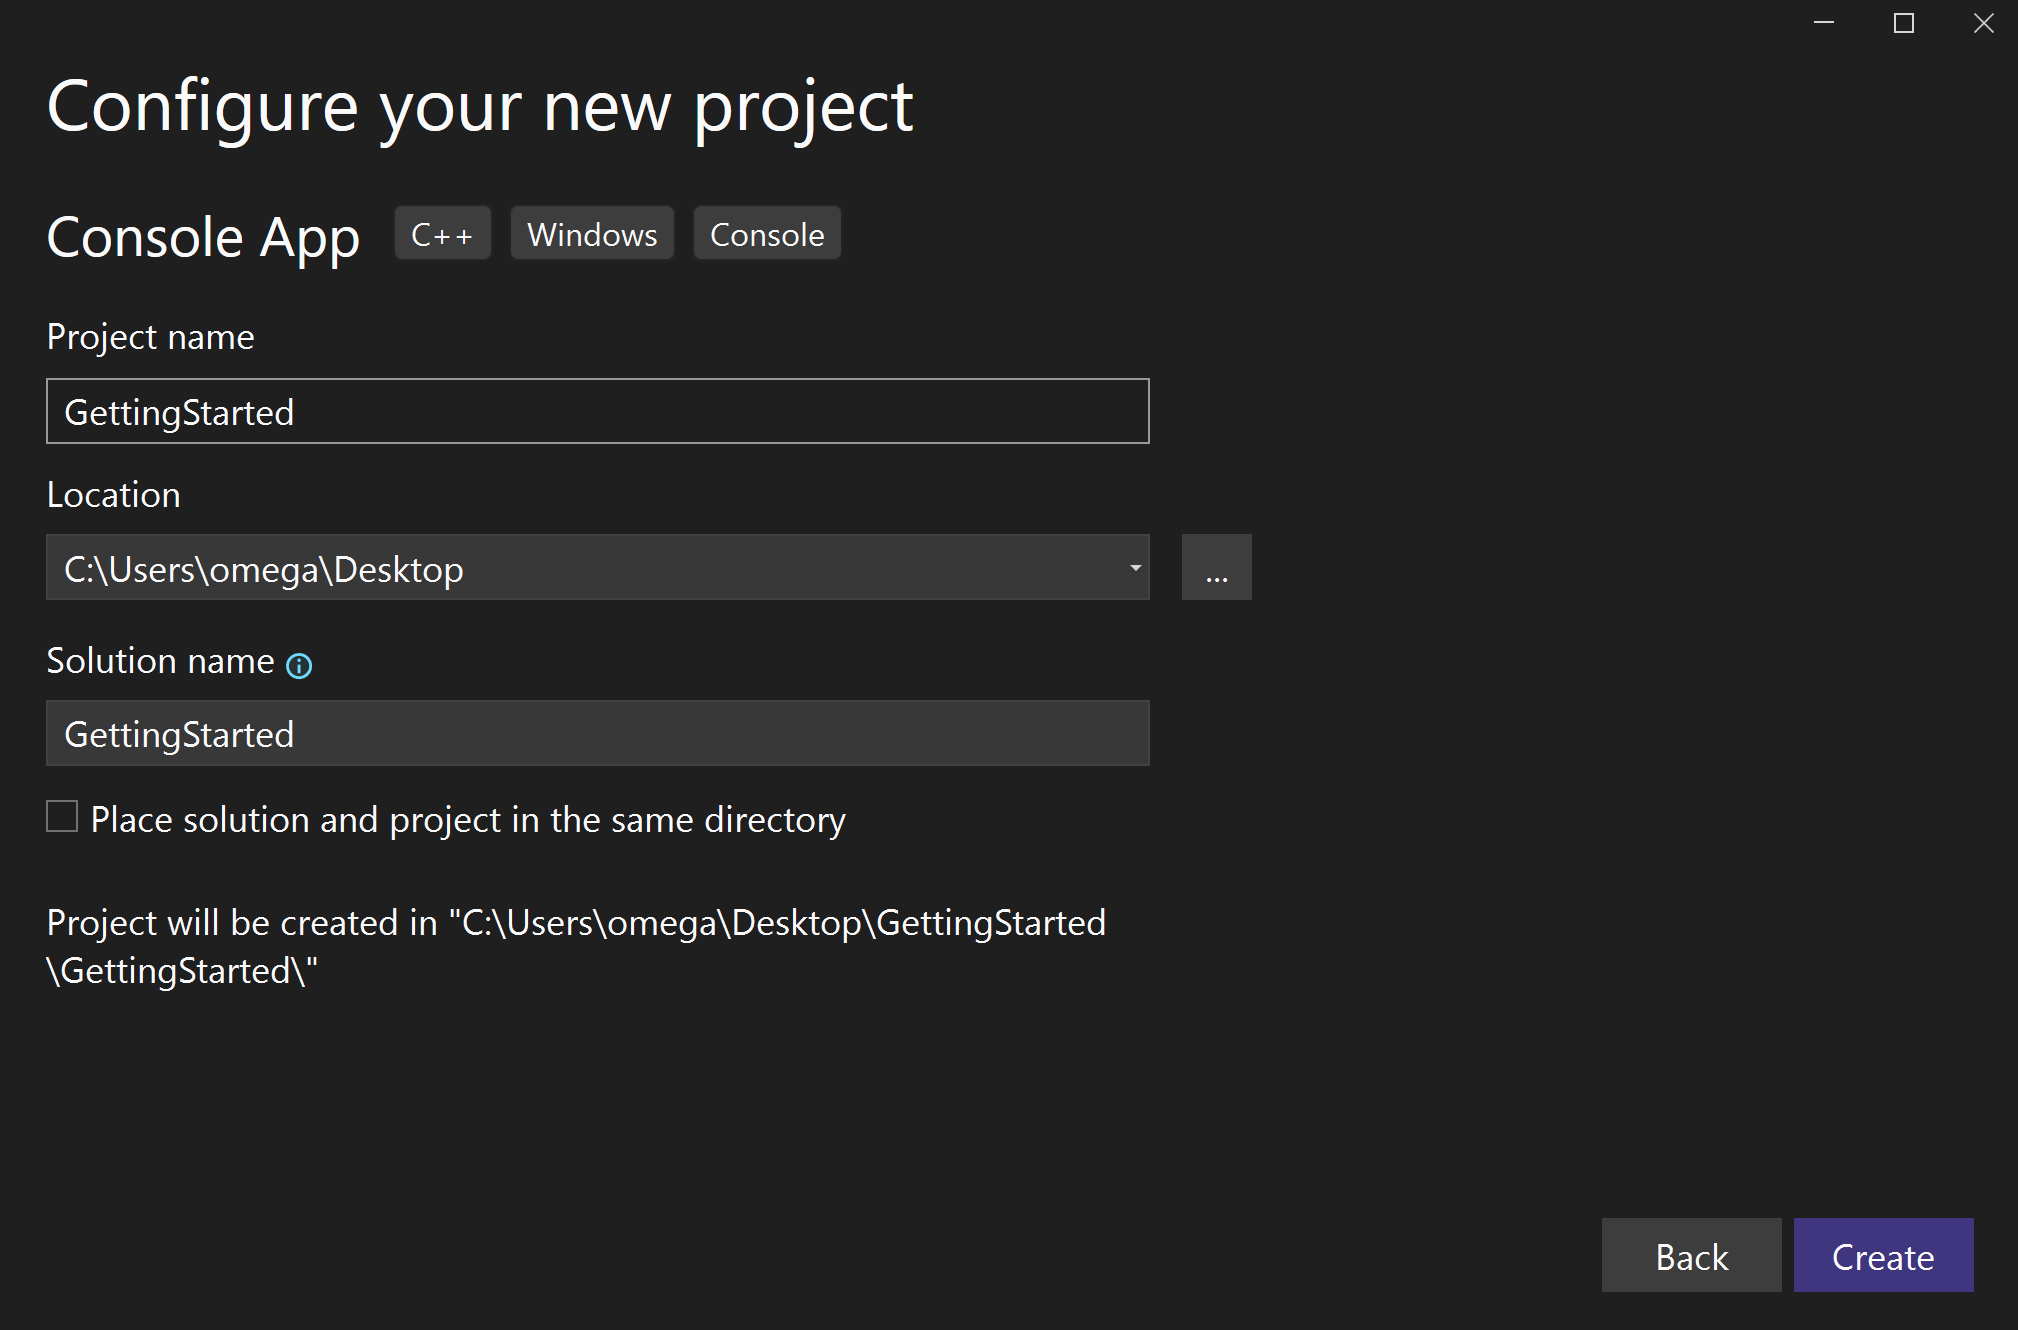 Configure your new project
Console App C++ Windows Console
Project name
GettingStarted
Location
C:\Users\omega\Desktop
...
Solution name
GettingStarted
Place solution and project in the same directory
Project will be created in "C:\Users\omega\Desktop\GettingStarted
\GettingStarted\"
Back Create